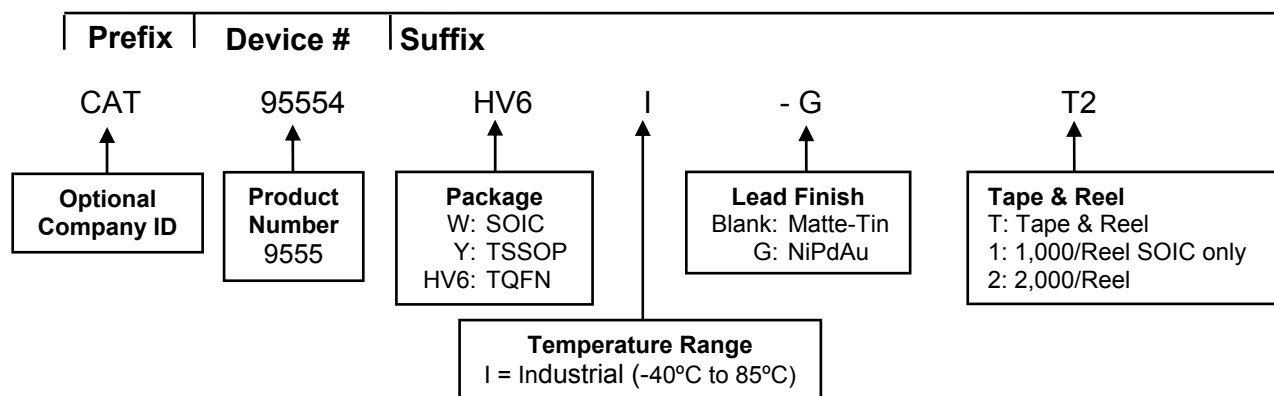 Prefix Device # Suffix
CAT 95554 HV6 I - G T2
Optional
Company ID
Product
Number
9555
Package
W: SOIC
Y: TSSOP
HV6: TQFN
Lead Finish
Blank: Matte-Tin
G: NiPdAu
Tape & Reel
T: Tape & Reel
1: 1,000/Reel SOIC only
2: 2,000/Reel
Temperature Range
I = Industrial (-40ºC to 85ºC)